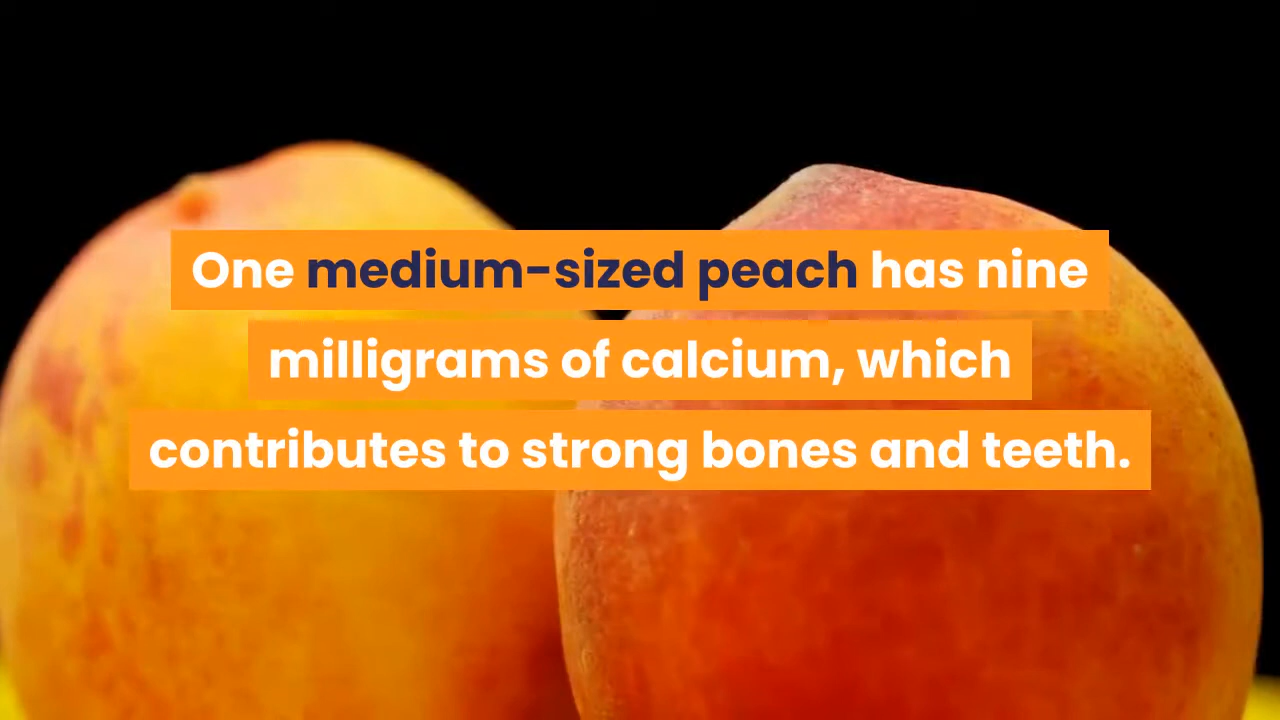 One medium-sized peach has nine
milligrams of calcium, which
contributes to strong bones and teeth.